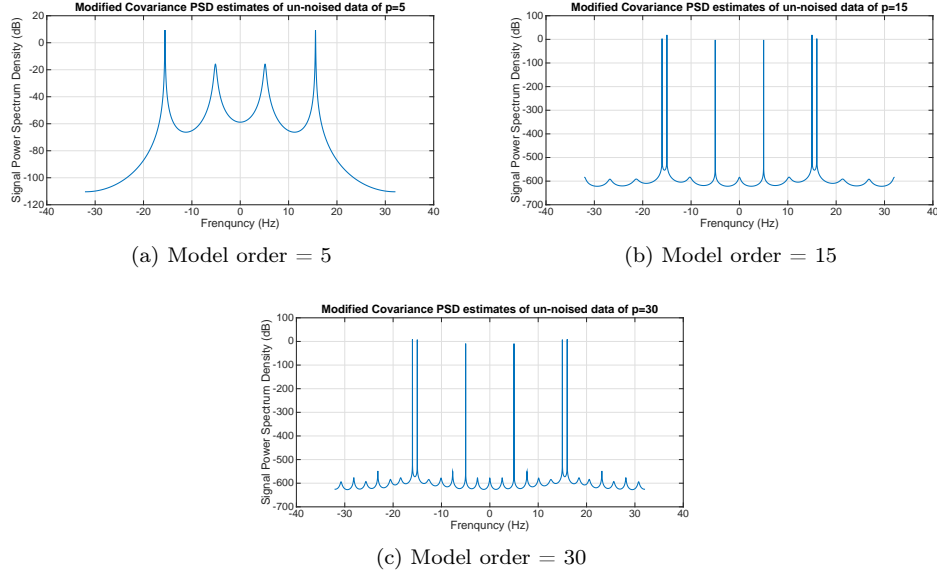 Modified Covariance PSD estimates of un-noised data of p=5
Signal Power Spectrum Density (dB)
20
0
-20
-40
-60
-80
-100
-120
-40 -30 -20 -10 0 10 20 30 40
Frenquncy (Hz)
(a) Model order = 5
Modified Covariance PSD estimates of un-noised data of p=15
Signal Power Spectrum Density (dB)
100
0
-100
-200
-300
-400
-500
-600
-700
-40 -30 -20 -10 0 10 20 30 40
Frenquncy (Hz)
(b) Model order = 15
Modified Covariance PSD estimates of un-noised data of p=30
Signal Power Spectrum Density (dB)
100
0
-100
-200
-300
-400
-500
-600
-700
-40 -30 -20 -10 0 10 20 30 40
Frenquncy (Hz)
(c) Model order = 30